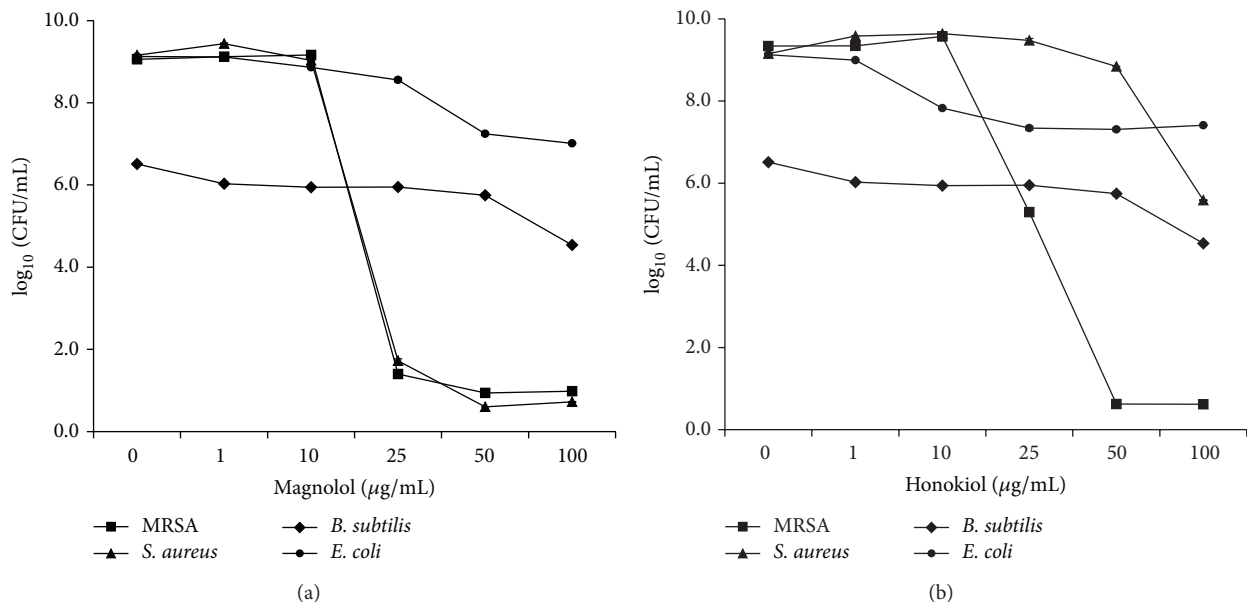 10.0
8.0
6.0
4.0
2.0
0.0
log10 (CFU/mL)
0 1 10 25 50 100
Magnolol (μg/mL)
MRSA
S. aureus
B. subtilis
E. coli
(a)
10.0
8.0
6.0
4.0
2.0
0.0
log10 (CFU/mL)
0 1 10 25 50 100
Honokiol (μg/mL)
MRSA
S. aureus
B. subtilis
E. coli
(b)